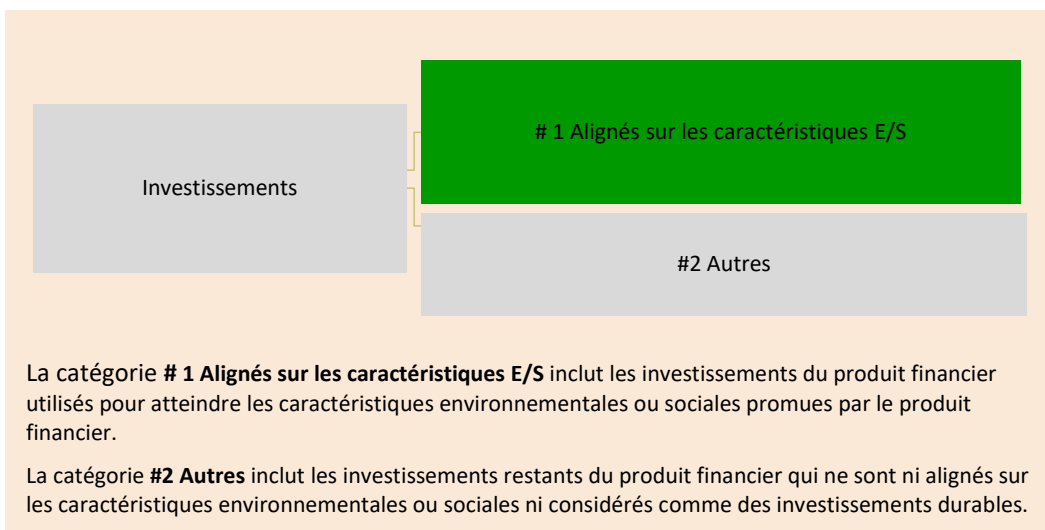 # 1 Alignés sur les caractéristiques E/S
Investissements
#2 Autres
La catégorie # 1 Alignés sur les caractéristiques E/S inclut les investissements du produit financier
utilisés pour atteindre les caractéristiques environnementales ou sociales promues par le produit
financier.
La catégorie #2 Autres inclut les investissements restants du produit financier qui ne sont ni alignés sur
les caractéristiques environnementales ou sociales ni considérés comme des investissements durables.